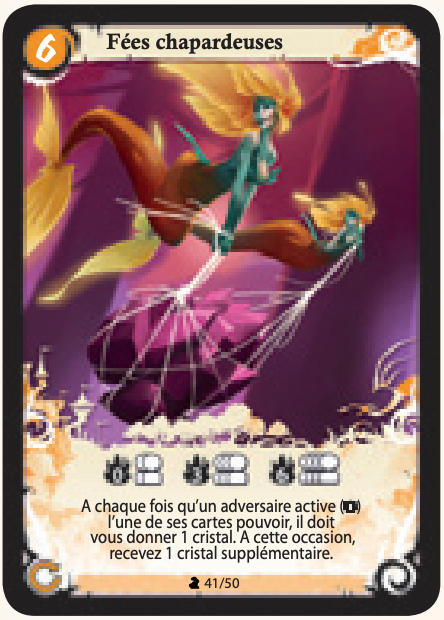 6
Fées chapardeuses
A chaque fois qu'un adversaire active ( )
l'une de ses cartes pouvoir, il doit
vous donner 1 cristal. A cette occasion,
recevez 1 cristal supplémentaire.
41/50